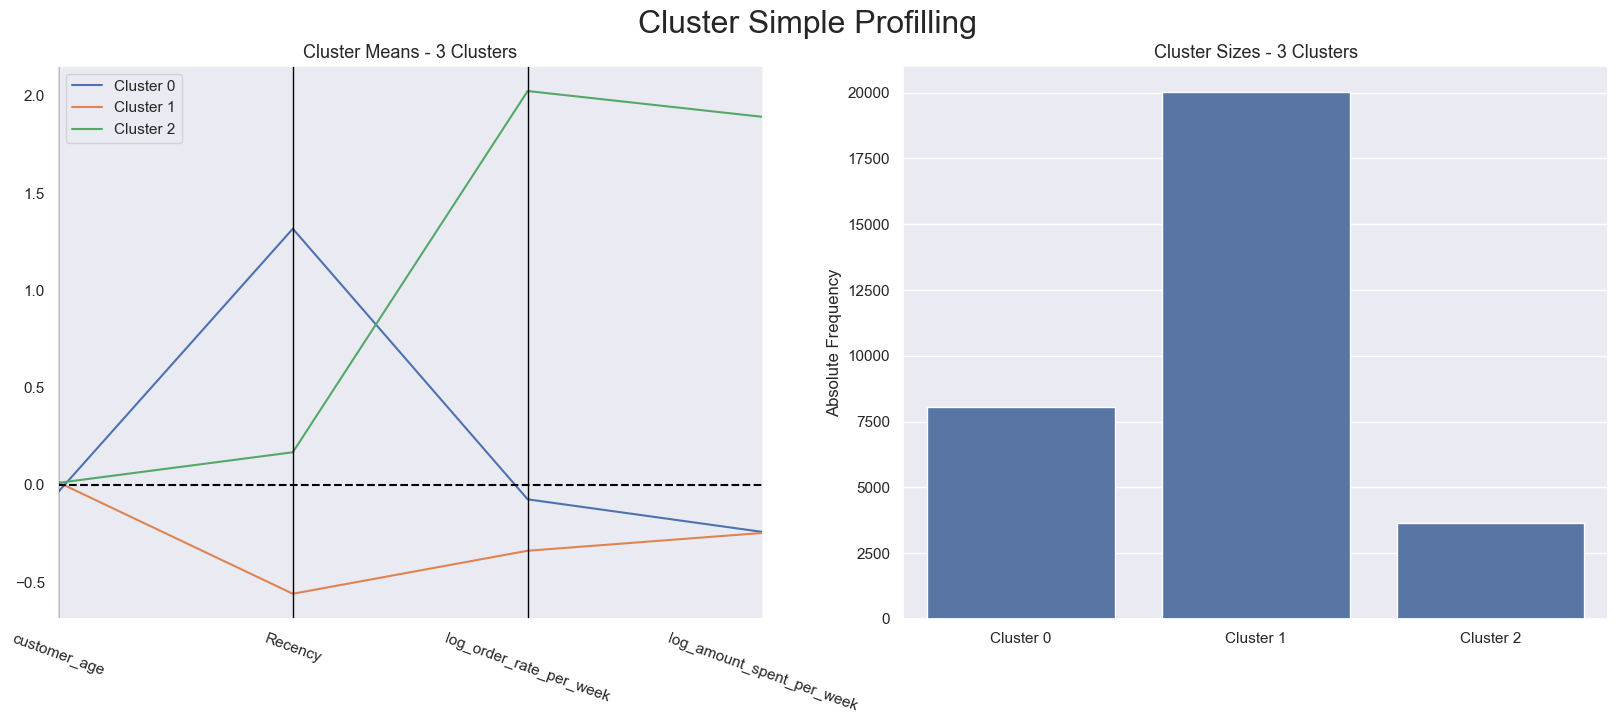 Cluster Simple Profilling
Cluster Means - 3 Clusters
Cluster 0
Cluster 1
Cluster 2
2.0
1.5
1.0
0.5
0.0
−0.5
customer_age
Recency
log_order_rate_per_week
log_amount_spent_per_week
Cluster Sizes - 3 Clusters
Absolute Frequency
20000
17500
15000
12500
10000
7500
5000
2500
0
Cluster 0
Cluster 1
Cluster 2